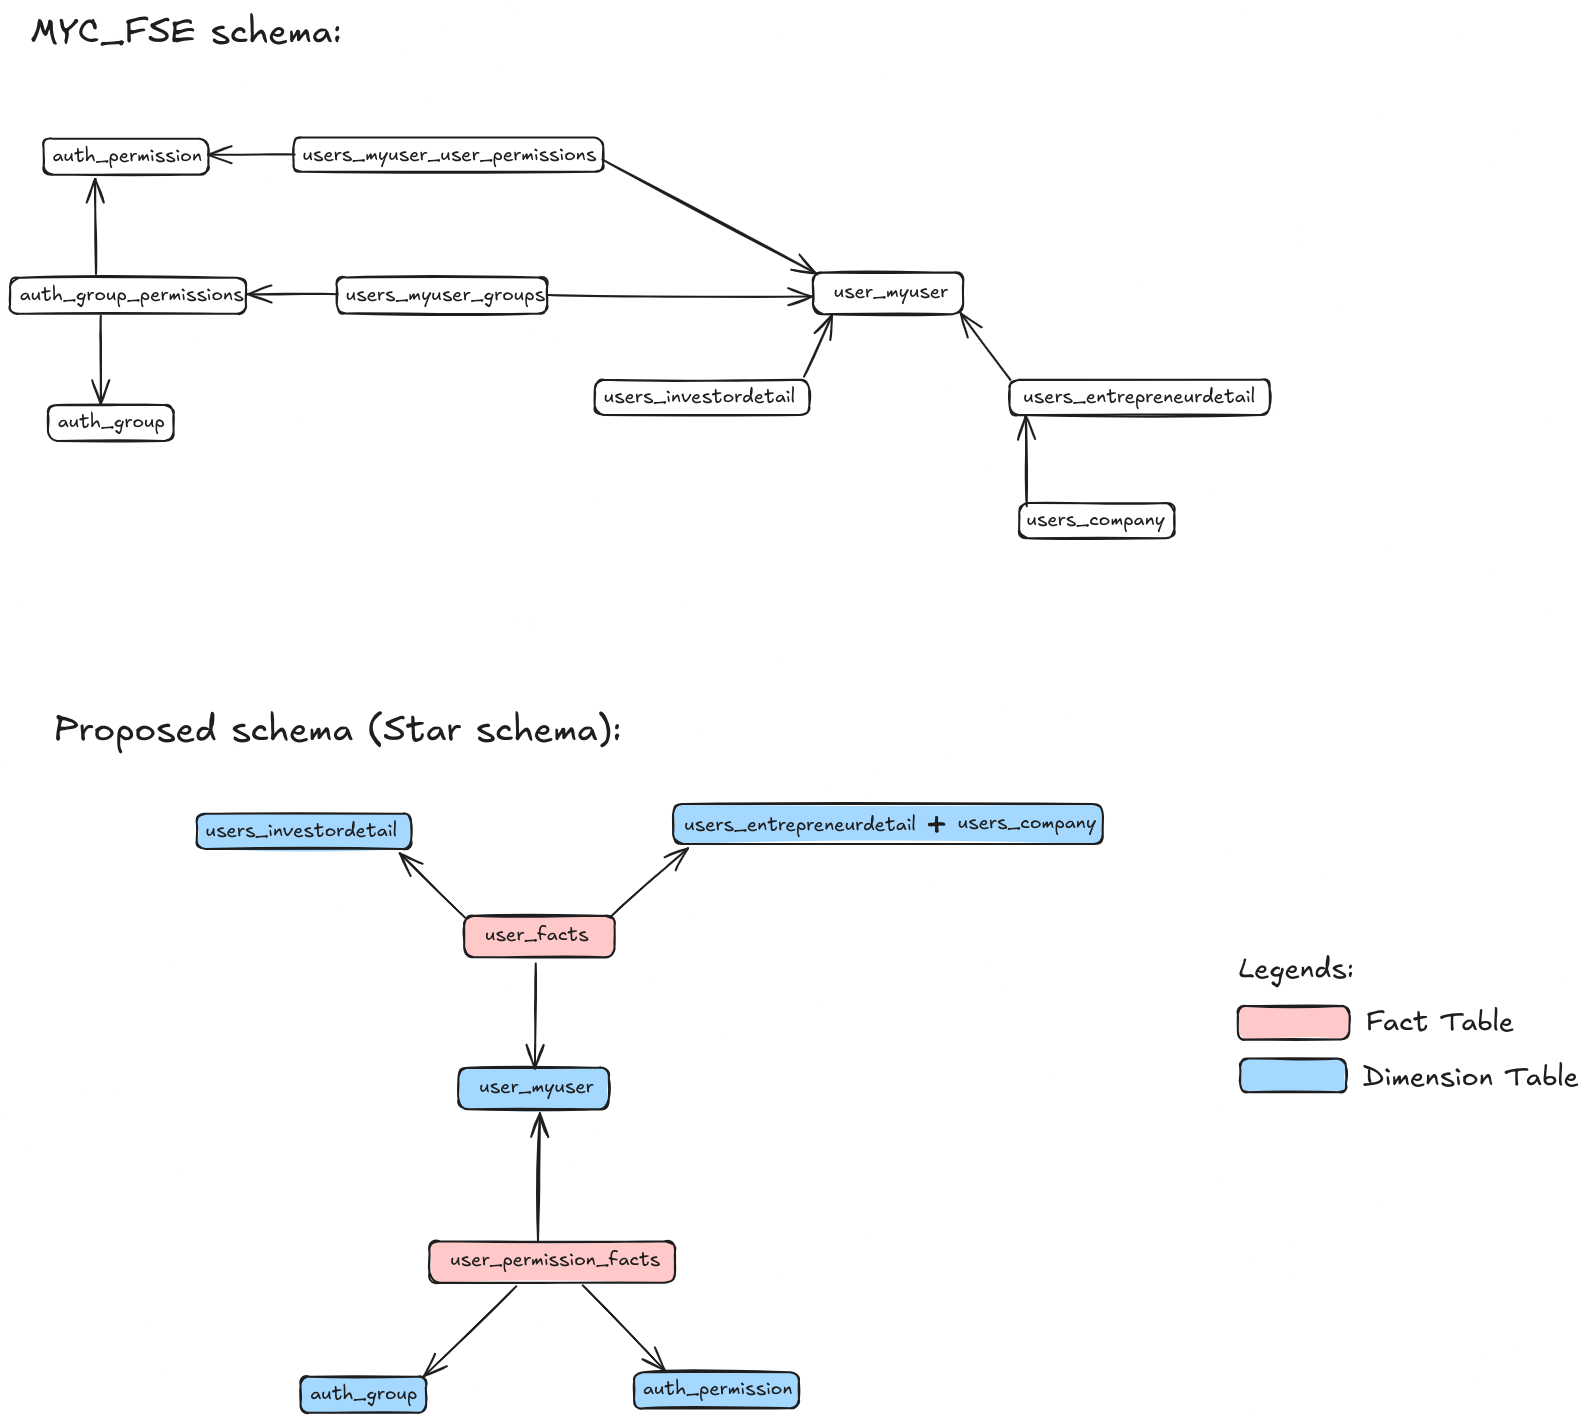 MYC_FSE schema:
auth_permission
users_myuser_user_permissions
auth_group_permissions
users_myuser_groups
user_myuser
users_investordetail
users_entrepreneurdetail
auth_group
users_company
Proposed schema (Star schema):
users_investordetail
users_entrepreneurdetail + users_company
user_facts
Legends:
Fact Table
Dimension Table
user_myuser
user_permission_facts
auth_group
auth_permission